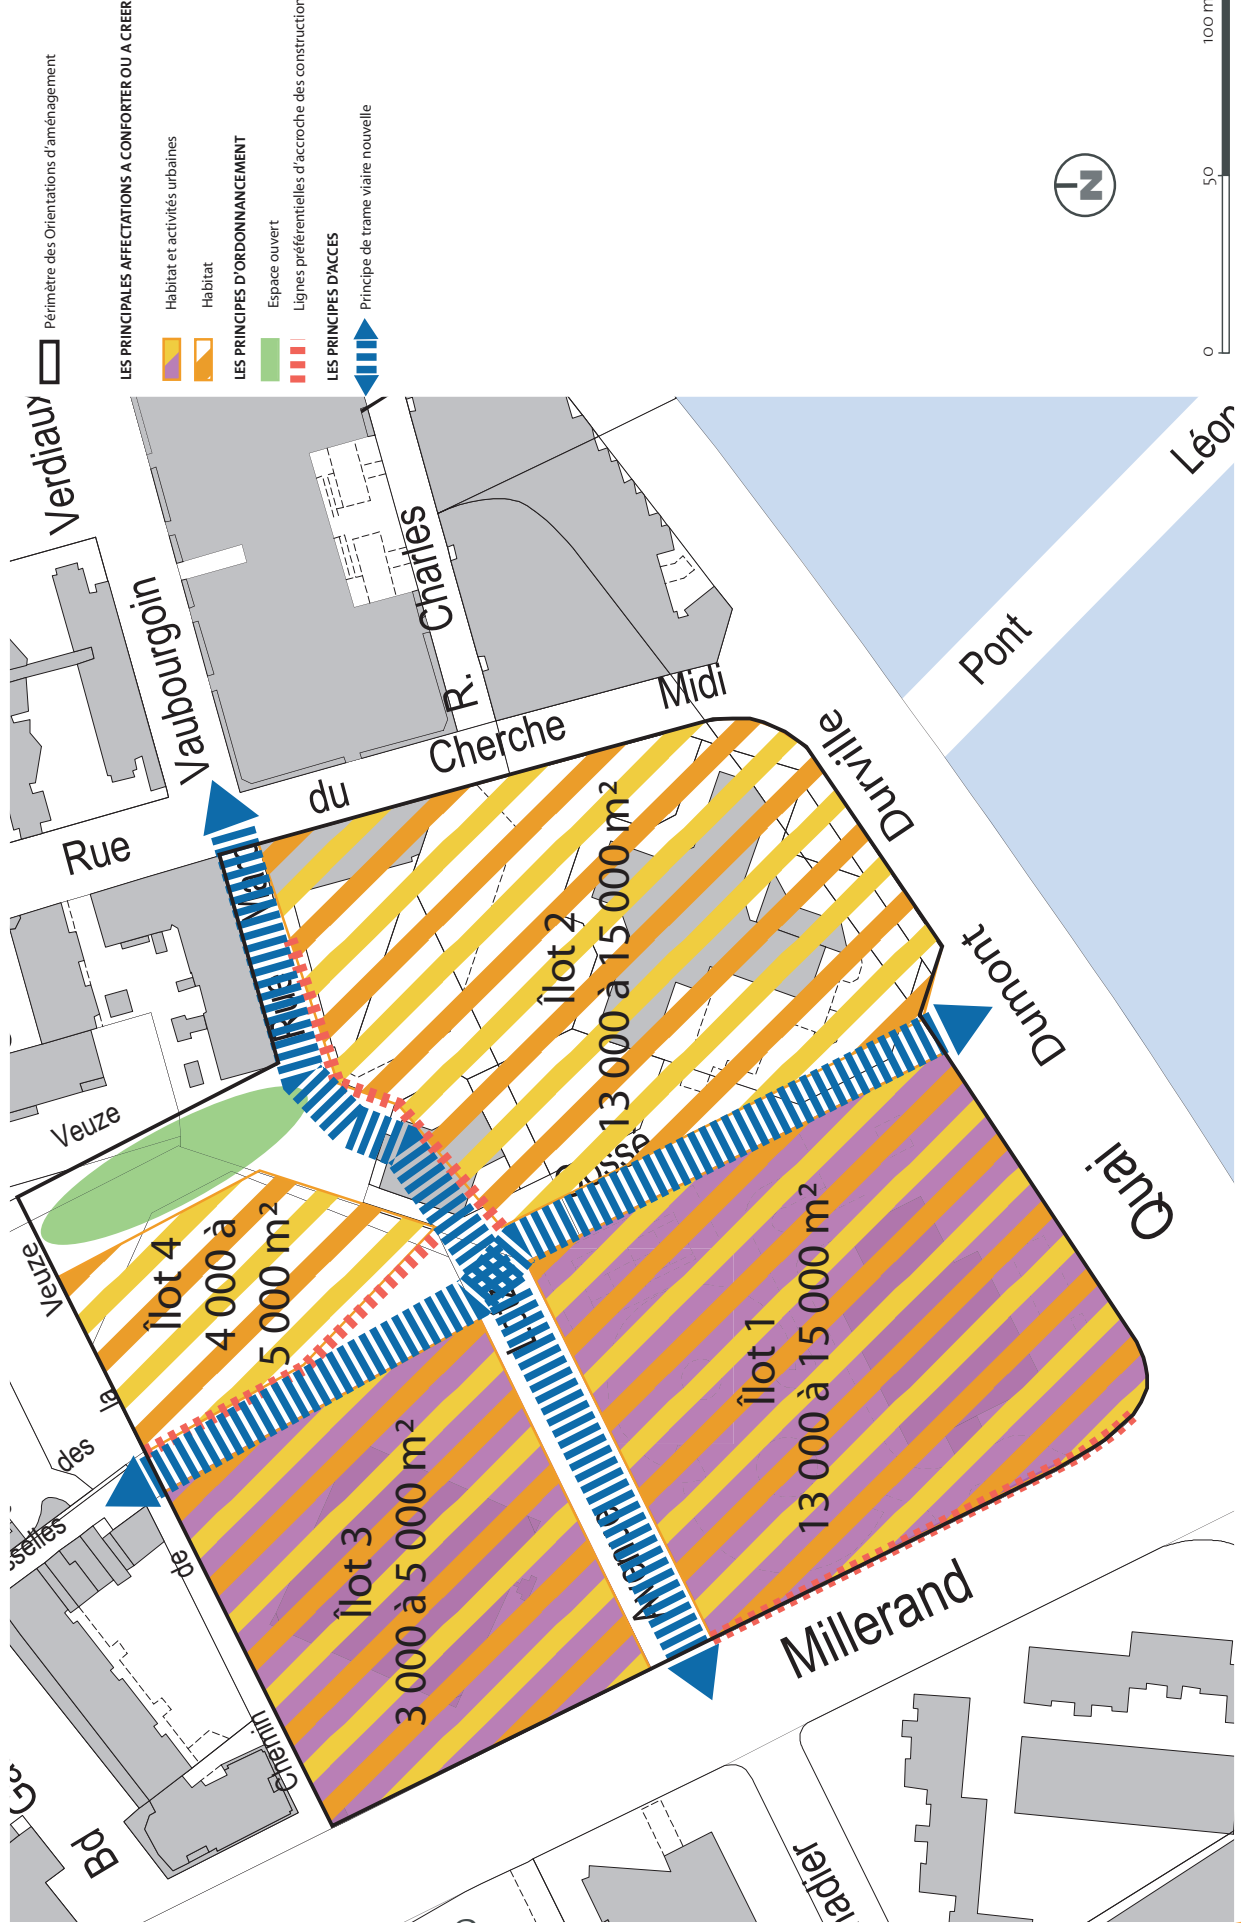 Périmètre des Orientations d'aménagement
LES PRINCIPALES AFFECTATIONS A CONFORTER OU A CREER
Habitat et activités urbaines
Habitat
LES PRINCIPES D'ORDONNANCEMENT
Espace ouvert
Lignes préférentielles d'accroche des construction
LES PRINCIPES D'ACCES
Principe de trame viaire nouvelle
N
0 50 100 m
Verdiaux
Vaubourgoin
R. Charles
Rue du Cherche Midi
Rue
Veuze
Veuze
la
des
de
Chemin
Bd
Millerand
Avenue
Quai Dumont Durville
Pont
Îlot 1
13 000 à 15 000 m²
Îlot 2
13 000 à 15 000 m²
Îlot 3
3 000 à 5 000 m²
Îlot 4
4 000 à
5 000 m²